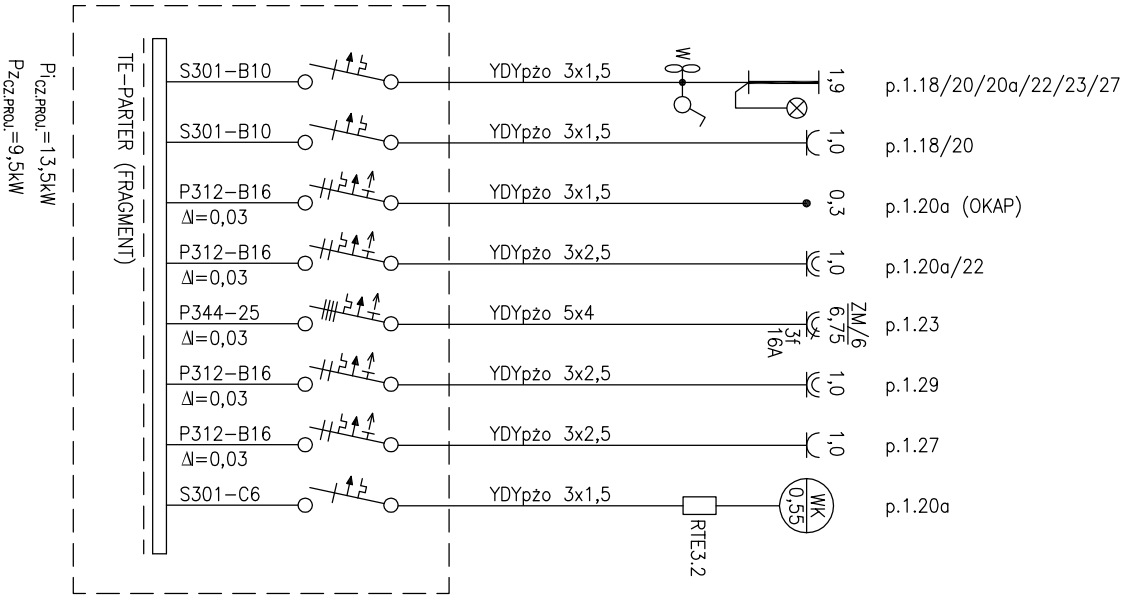 S301-B10
YDYpżo 3x1,5
W
1,9
p.1.18/20/20a/22/23/27
S301-B10
YDYpżo 3x1,5
1,0
p.1.18/20
P312-B16
ΔI=0,03
YDYpżo 3x1,5
0,3
p.1.20a (OKAP)
P312-B16
ΔI=0,03
YDYpżo 3x2,5
1,0
p.1.20a/22
P344-25
ΔI=0,03
YDYpżo 5x4
3f
16A
ZM/6
6,75
p.1.23
P312-B16
ΔI=0,03
YDYpżo 3x2,5
1,0
p.1.29
P312-B16
ΔI=0,03
YDYpżo 3x2,5
1,0
p.1.27
S301-C6
YDYpżo 3x1,5
RTE3.2
WK
0,55
p.1.20a
TE-PARTER (FRAGMENT)
PiCZ.PROJ.=13,5kW
PzCZ.PROJ.=9,5kW